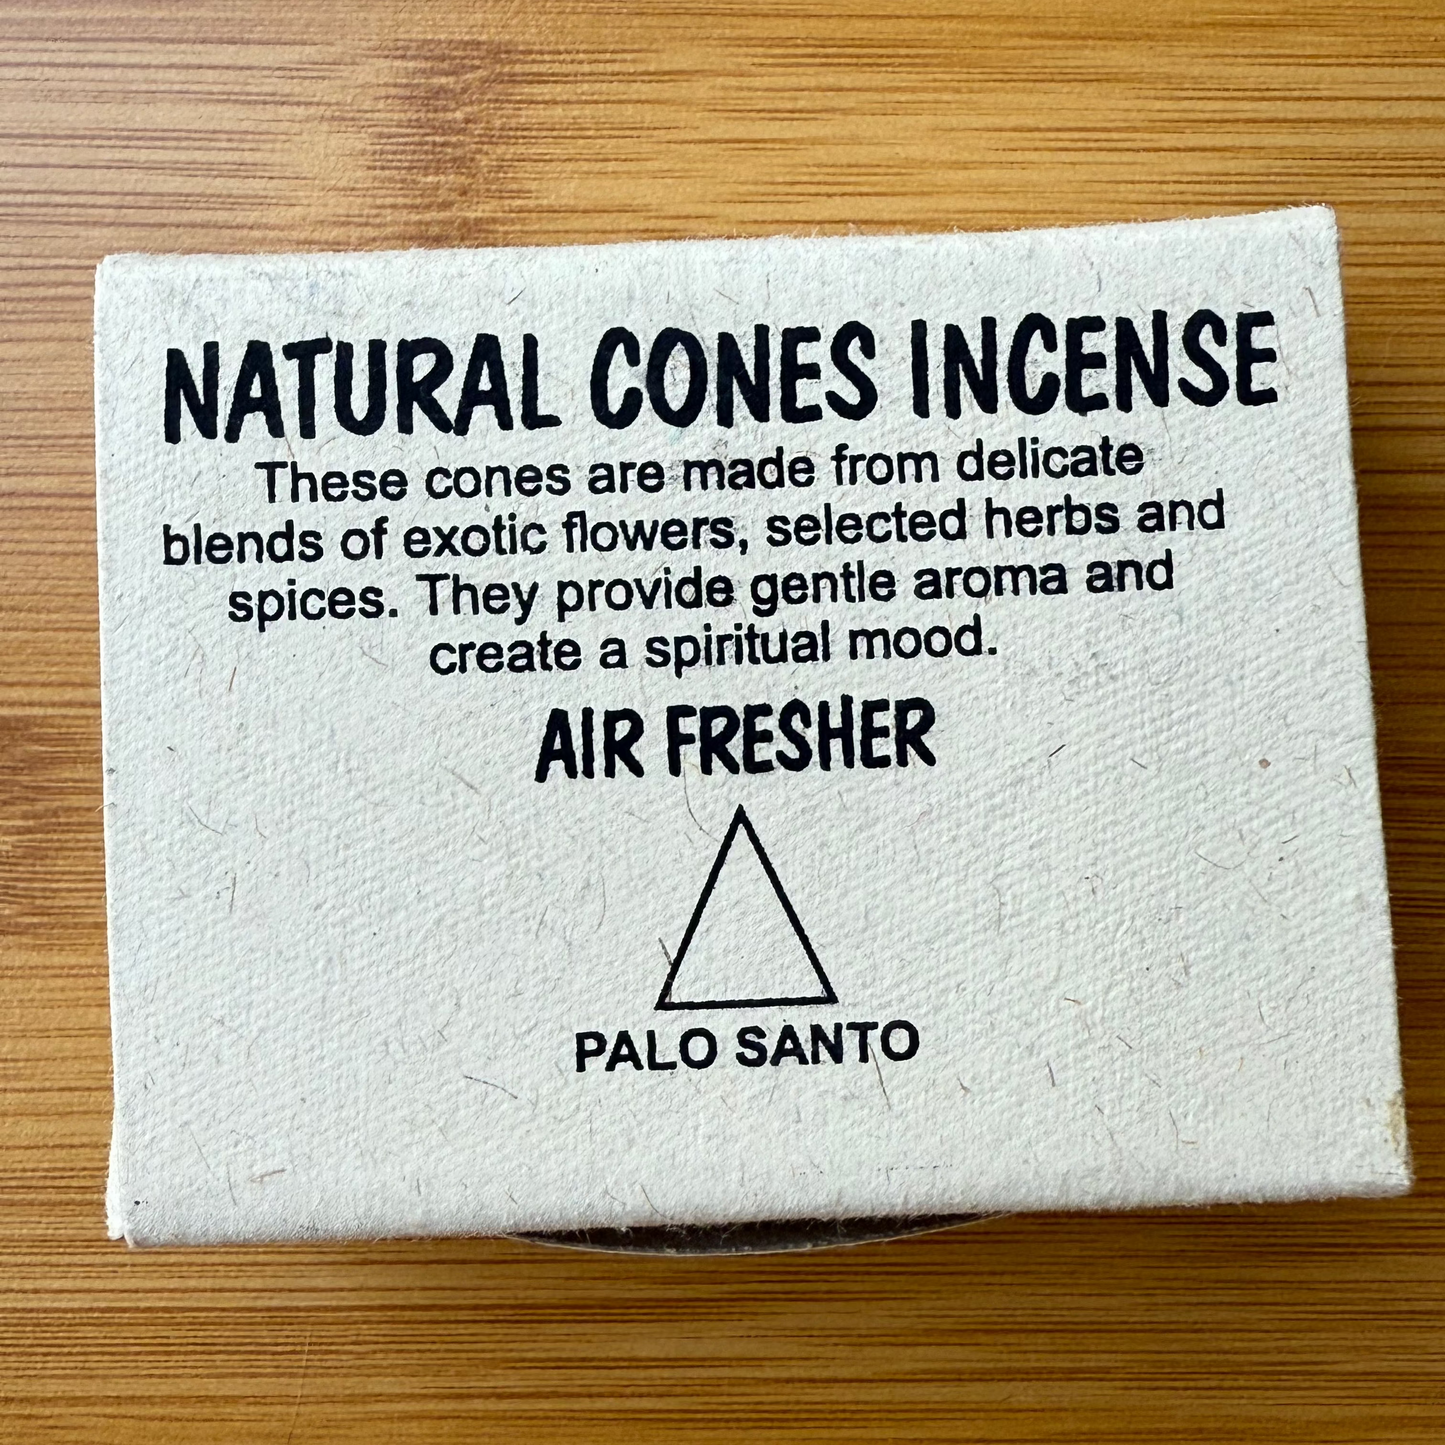 NATURAL CONES INCENSE
These cones are made from delicate
blends of exotic flowers, selected herbs and
spices. They provide gentle aroma and
create a spiritual mood.
AIR FRESHER
PALO SANTO